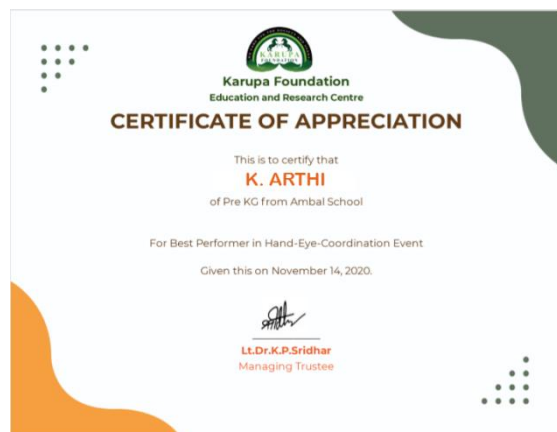 KARUPA
FOUNDATION
Karupa Foundation
Education and Research Centre
CERTIFICATE OF APPRECIATION
This is to certify that
K. ARTHI
of Pre KG from Ambal School
For Best Performer in Hand-Eye-Coordination Event
Given this on November 14, 2020.
Lt.Dr.K.P.Sridhar
Managing Trustee